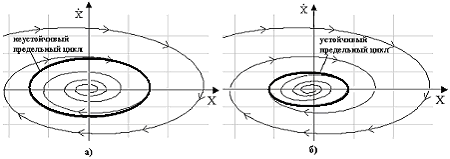 Ẋ
неустойчивый
предельный цикл
X
а)
Ẋ
устойчивый
предельный цикл
X
б)